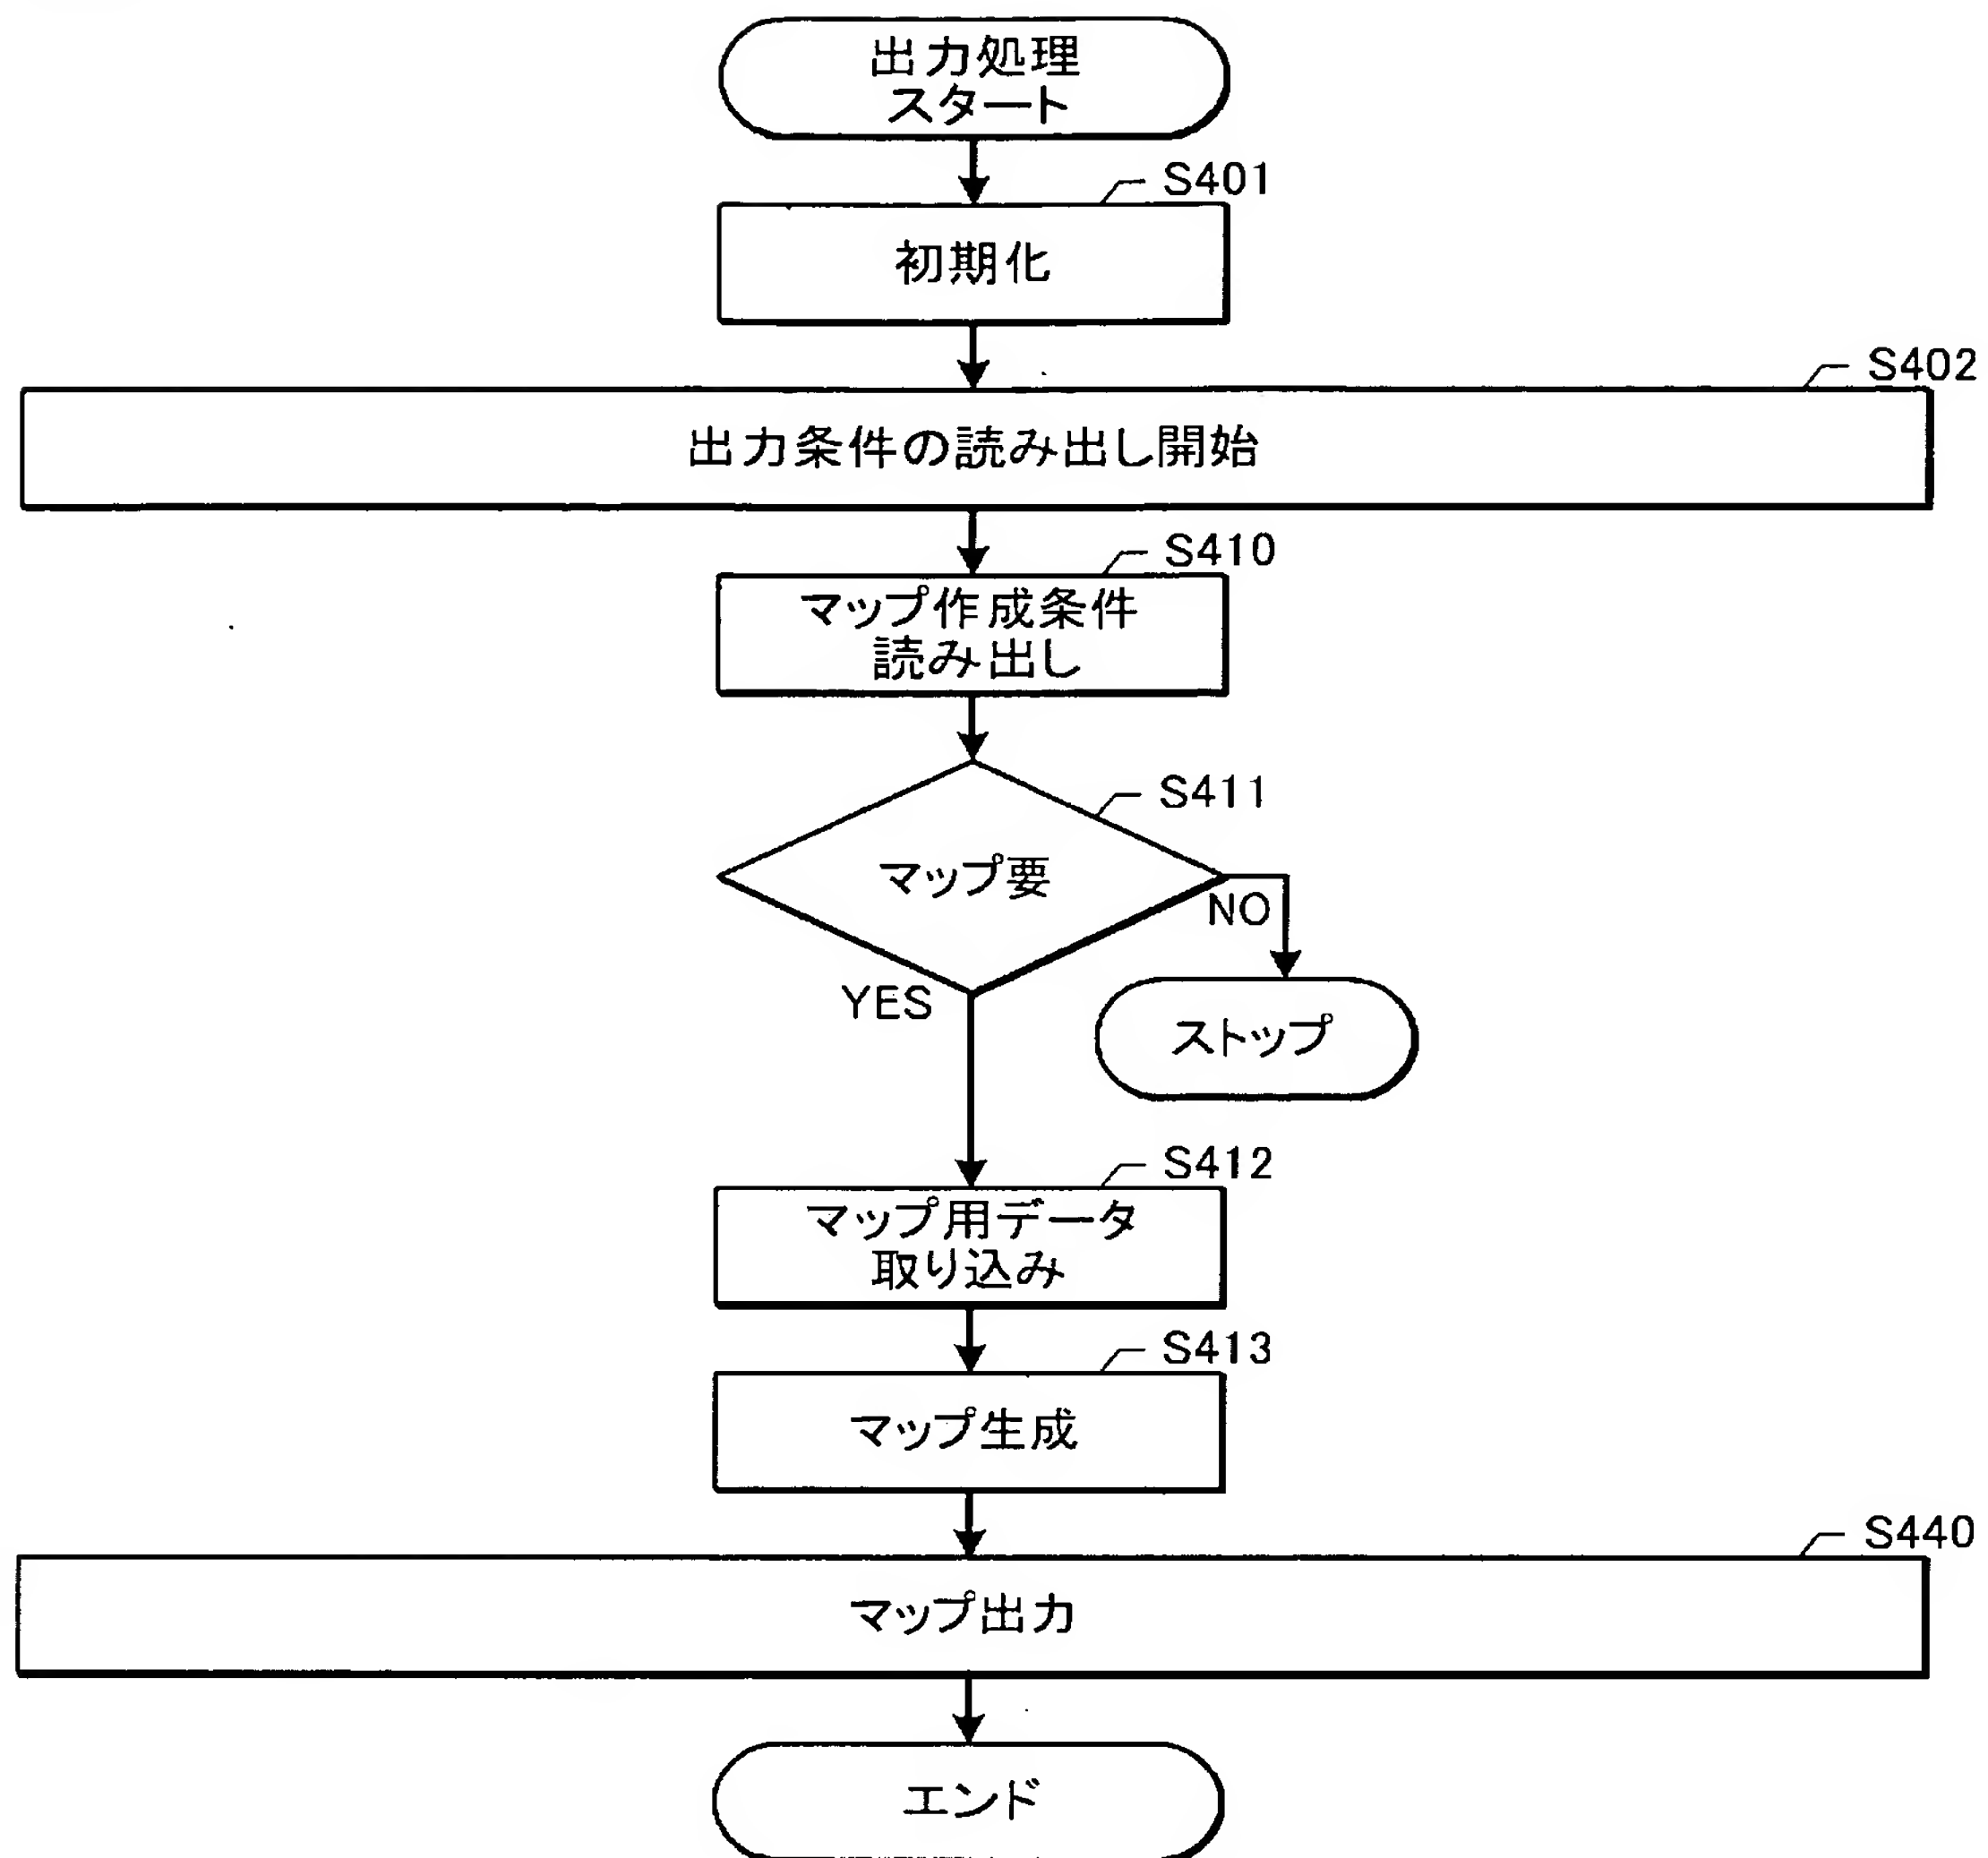 出力処理
スタート
S401
初期化
S402
出力条件の読み出し開始
S410
マップ作成条件
読み出し
S411
マップ要
NO
YES
ストップ
S412
マップ用データ
取り込み
S413
マップ生成
S440
マップ出力
エンド